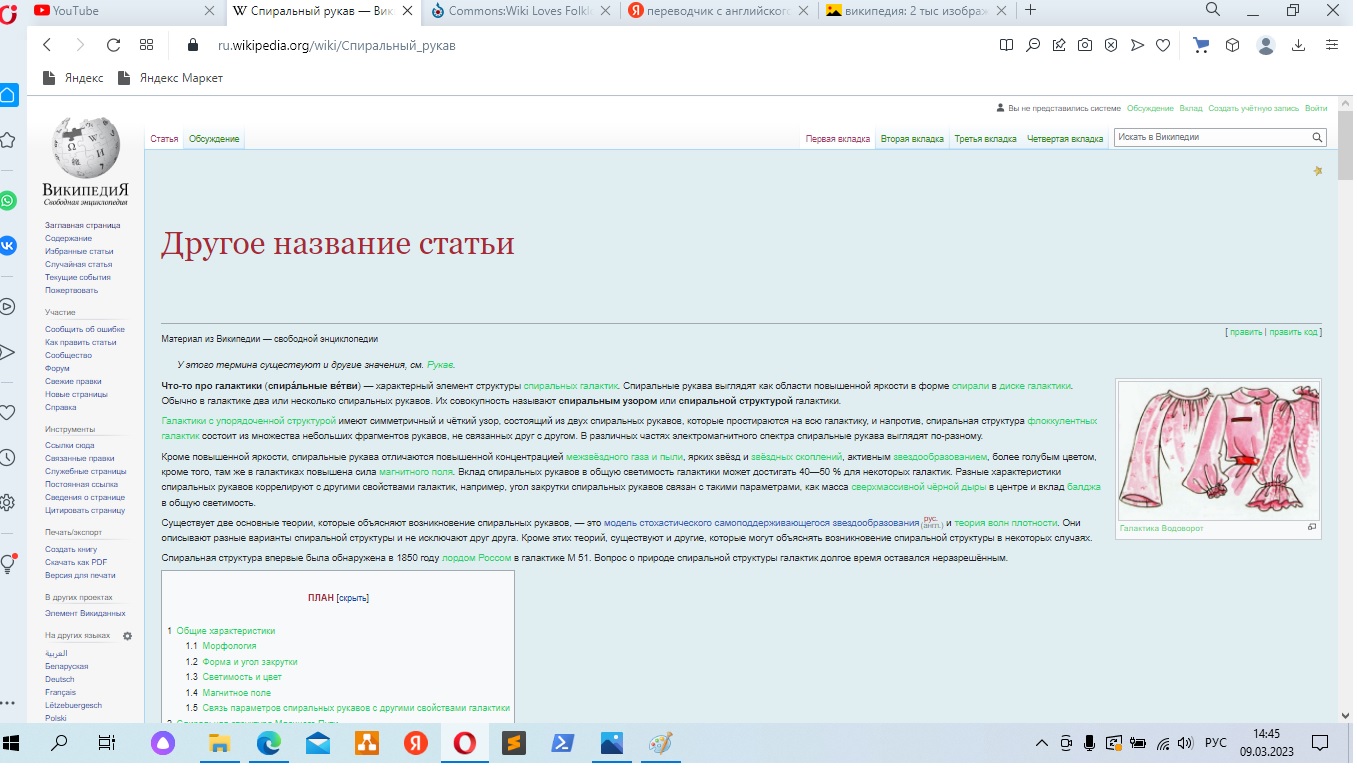 YouTube
Спиральный рукав — Вик
Commons:Wiki Loves Folkl
переводчик с английског
википедия: 2 тыс изображ
ru.wikipedia.org/wiki/Спиральный_рукав
Яндекс
Яндекс Маркет
Вы не представились системе Обсуждение Вклад Создать учётную запись Войти
Статья Обсуждение
Первая вкладка Вторая вкладка Третья вкладка Четвертая вкладка
Искать в Википедии
ВИКИПЕДИЯ
Свободная энциклопедия
Заглавная страница
Содержание
Избранные статьи
Случайная статья
Текущие события
Пожертвовать
Участие
Сообщить об ошибке
Как править статьи
Сообщество
Форум
Свежие правки
Новые страницы
Справка
Инструменты
Ссылки сюда
Связанные правки
Служебные страницы
Постоянная ссылка
Сведения о странице
Цитировать страницу
Печать/экспорт
Создать книгу
Скачать как PDF
Версия для печати
В других проектах
Элемент Викиданных
На других языках
العربية
Беларуская
Deutsch
Français
Lëtzebuergesch
Polski
Другое название статьи
[ править | править код ]
Материал из Википедии — свободной энциклопедии
У этого термина существуют и другие значения, см. Рукав.
Что-то про галактики (спира́льные ве́тви) — характерный элемент структуры спиральных галактик. Спиральные рукава выглядят как области повышенной яркости в форме спирали в диске галактики.
Обычно в галактике два или несколько спиральных рукавов. Их совокупность называют спиральным узором или спиральной структурой галактики.
Галактики с упорядоченной структурой имеют симметричный и чёткий узор, состоящий из двух спиральных рукавов, которые простираются на всю галактику, и напротив, спиральная структура флоккулентных
галактик состоит из множества небольших фрагментов рукавов, не связанных друг с другом. В различных частях электромагнитного спектра спиральные рукава выглядят по-разному.
Кроме повышенной яркости, спиральные рукава отличаются повышенной концентрацией межзвёздного газа и пыли, ярких звёзд и звёздных скоплений, активным звездообразованием, более голубым цветом,
кроме того, там же в галактиках повышена сила магнитного поля. Вклад спиральных рукавов в общую светимость галактики может достигать 40—50 % для некоторых галактик. Разные характеристики
спиральных рукавов коррелируют с другими свойствами галактик, например, угол закрутки спиральных рукавов связан с такими параметрами, как масса сверхмассивной чёрной дыры в центре и вклад балджа
в общую светимость.
Существует две основные теории, которые объясняют возникновение спиральных рукавов, — это модель стохастического самоподдерживающегося звездообразования рус. (англ.) и теория волн плотности. Они
описывают разные варианты спиральной структуры и не исключают друг друга. Кроме этих теорий, существуют и другие, которые могут объяснять возникновение спиральной структуры в некоторых случаях.
Спиральная структура впервые была обнаружена в 1850 году лордом Россом в галактике M 51. Вопрос о природе спиральной структуры галактик долгое время оставался неразрешённым.
Галактика Водоворот
ПЛАН [скрыть]
1 Общие характеристики
1.1 Морфология
1.2 Форма и угол закрутки
1.3 Светимость и цвет
1.4 Магнитное поле
1.5 Связь параметров спиральных рукавов с другими свойствами галактики
2 Спиральная структура Млечного Пути
РУС
14:45
09.03.2023